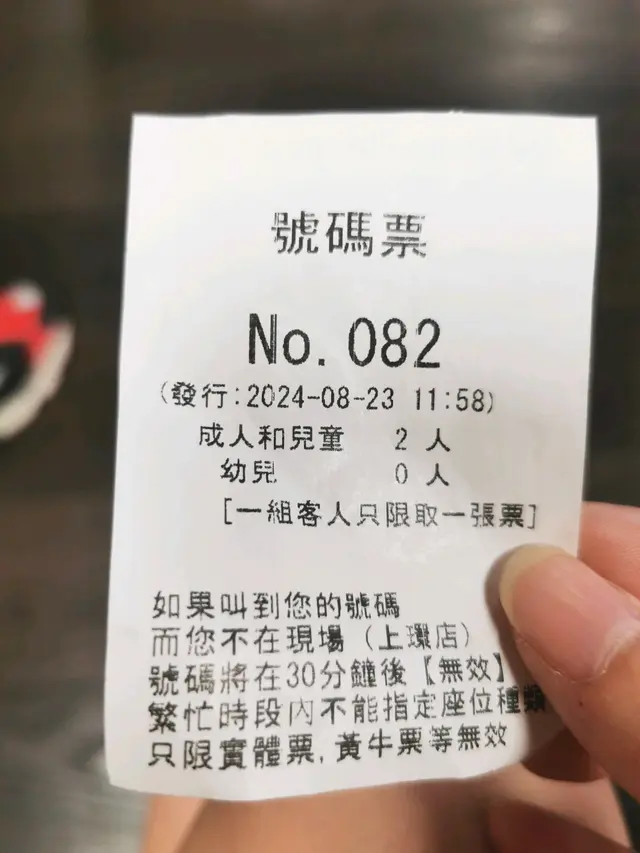 號碼票
No. 082
(發行:2024-08-23 11:58)
成人和兒童 2 人
幼兒 0 人
[一組客人只限取一張票]
如果叫到您的號碼
而您不在現場（上環店）
號碼將在30分鐘後【無效】
繁忙時段內不能指定座位種類
只限實體票, 黃牛票等無效